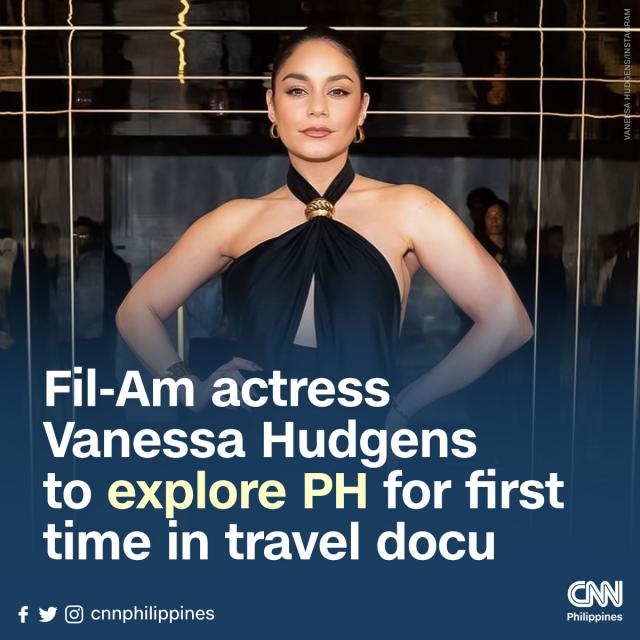 VANESSA HUDGENS/INSTAGRAM
Fil-Am actress
Vanessa Hudgens
to explore PH for first
time in travel docu
cnnphilippines
CNN
Philippines